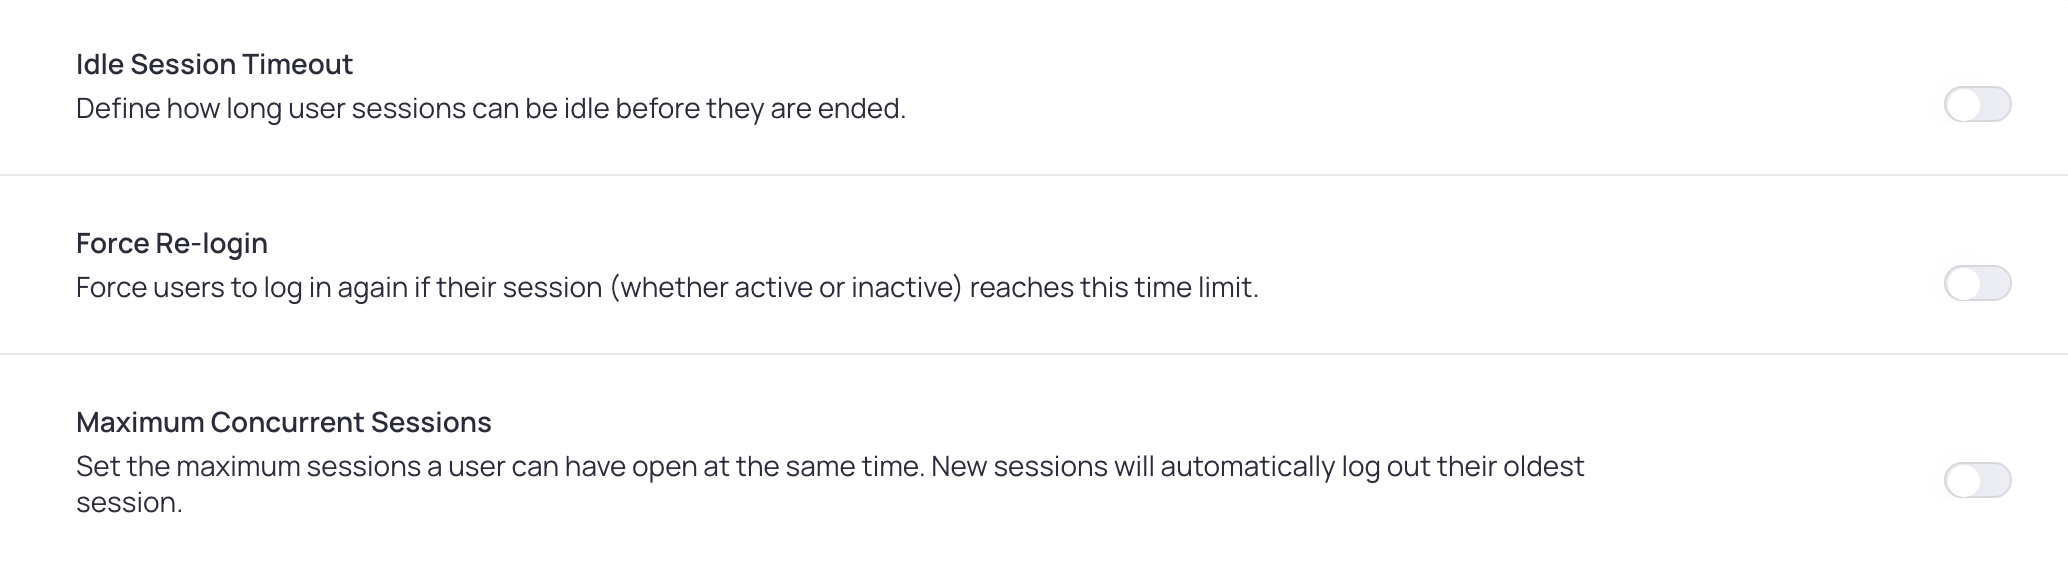 Idle Session Timeout
Define how long user sessions can be idle before they are ended.
Force Re-login
Force users to log in again if their session (whether active or inactive) reaches this time limit.
Maximum Concurrent Sessions
Set the maximum sessions a user can have open at the same time. New sessions will automatically log out their oldest
session.